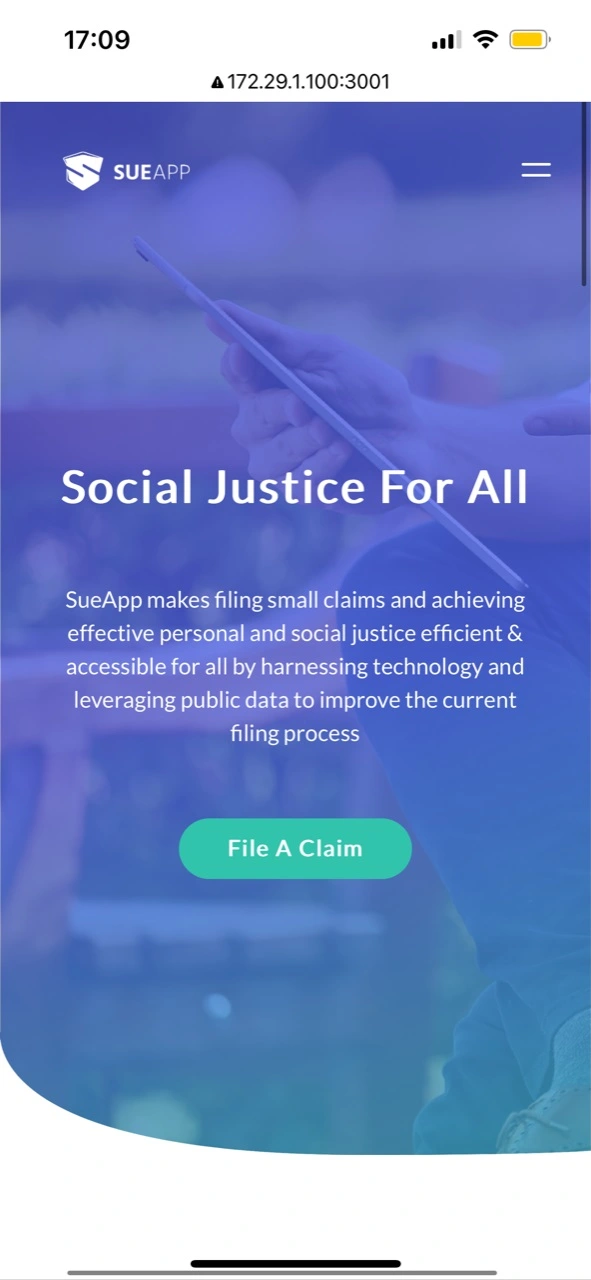 17:09
172.29.1.100:3001
SUEAPP
Social Justice For All
SueApp makes filing small claims and achieving
effective personal and social justice efficient &
accessible for all by harnessing technology and
leveraging public data to improve the current
filing process
File A Claim